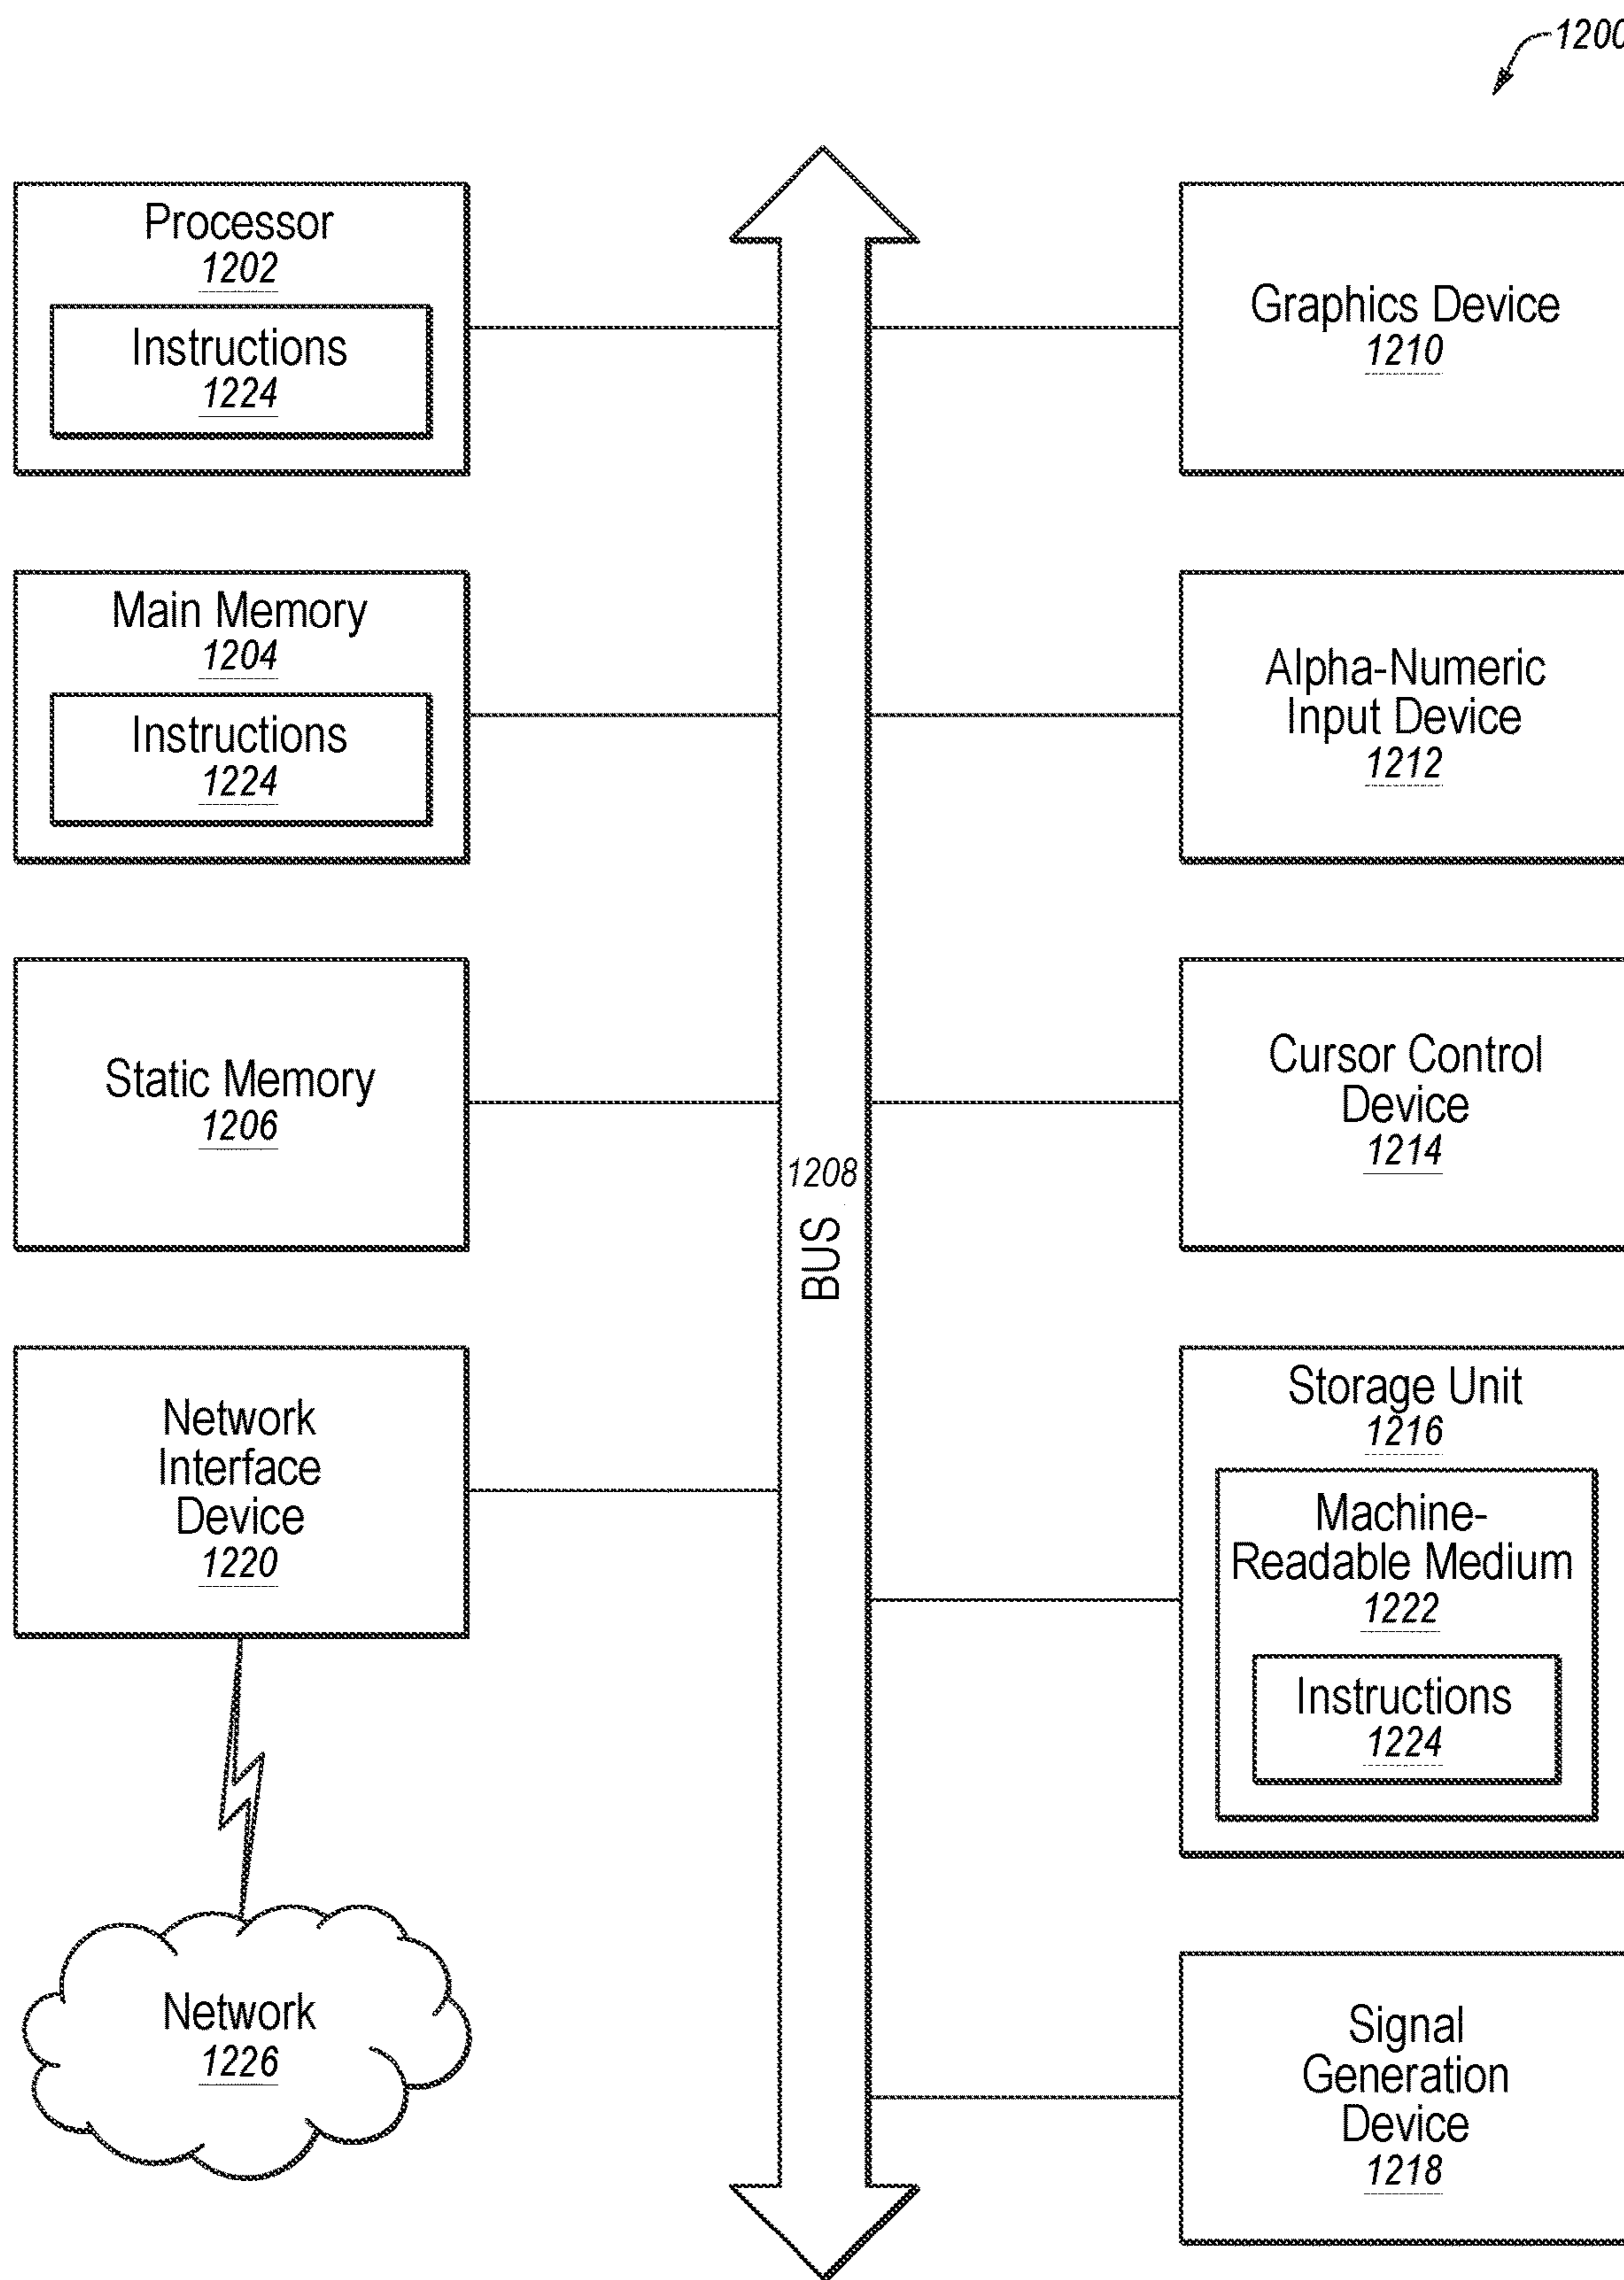 1200
Processor
1202
Instructions
1224
Main Memory
1204
Instructions
1224
Static Memory
1206
Network
Interface
Device
1220
Network
1226
1208
BUS
Graphics Device
1210
Alpha-Numeric
Input Device
1212
Cursor Control
Device
1214
Storage Unit
1216
Machine-
Readable Medium
1222
Instructions
1224
Signal
Generation
Device
1218